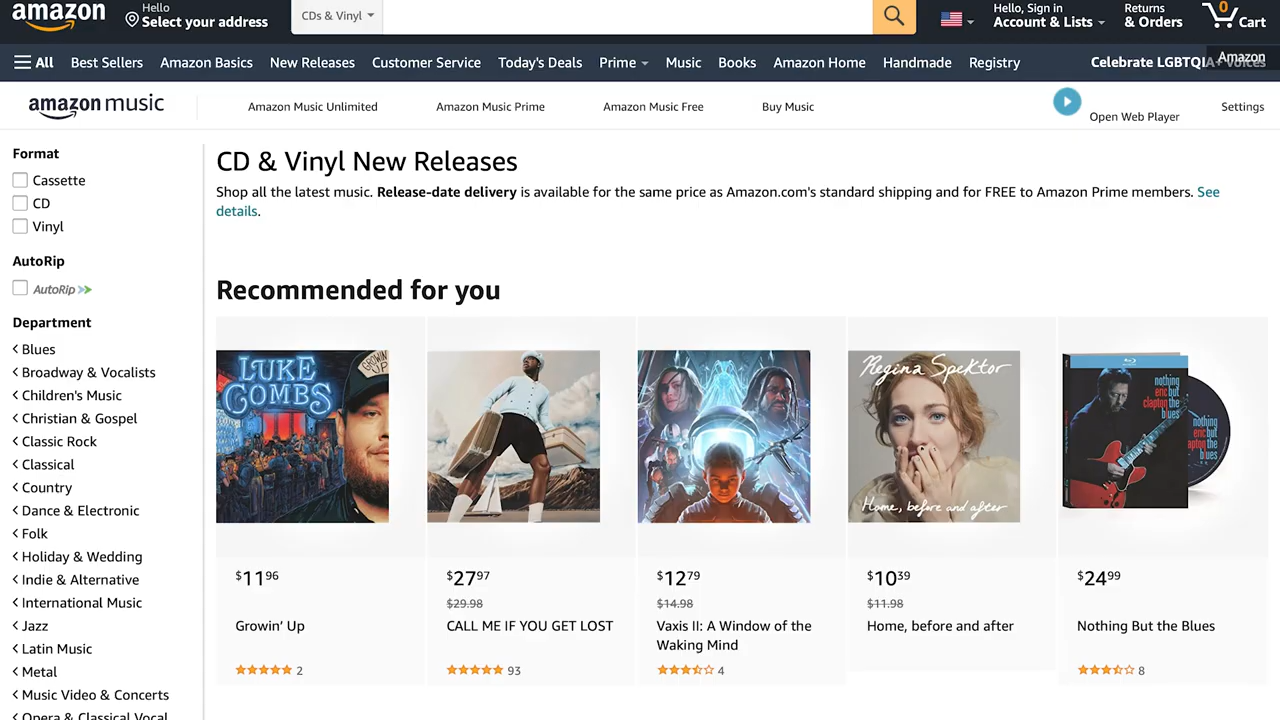 amazon
Hello
Select your address
CDs & Vinyl
Hello, Sign in
Account & Lists
Returns
& Orders
0
Cart
All
Best Sellers
Amazon Basics
New Releases
Customer Service
Today's Deals
Prime
Music
Books
Amazon Home
Handmade
Registry
Celebrate LGBTQIA+ Voices
Amazon
amazon music
Amazon Music Unlimited
Amazon Music Prime
Amazon Music Free
Buy Music
Open Web Player
Settings
Format
Cassette
CD
Vinyl
AutoRip
AutoRip
Department
Blues
Broadway & Vocalists
Children's Music
Christian & Gospel
Classic Rock
Classical
Country
Dance & Electronic
Folk
Holiday & Wedding
Indie & Alternative
International Music
Jazz
Latin Music
Metal
Music Video & Concerts
Opera & Classical Vocal
CD & Vinyl New Releases
Shop all the latest music. Release-date delivery is available for the same price as Amazon.com's standard shipping and for FREE to Amazon Prime members. See
details.
Recommended for you
LUKE
COMBS
GROWIN'
UP
$11.96
Growin' Up
2
$27.97
$29.98
CALL ME IF YOU GET LOST
93
$12.79
$14.98
Vaxis II: A Window of the
Waking Mind
4
Regina Spektor
Home, before and after
$10.39
$11.98
Home, before and after
nothing
but
eric
clapton
the
blues
$24.99
Nothing But the Blues
8